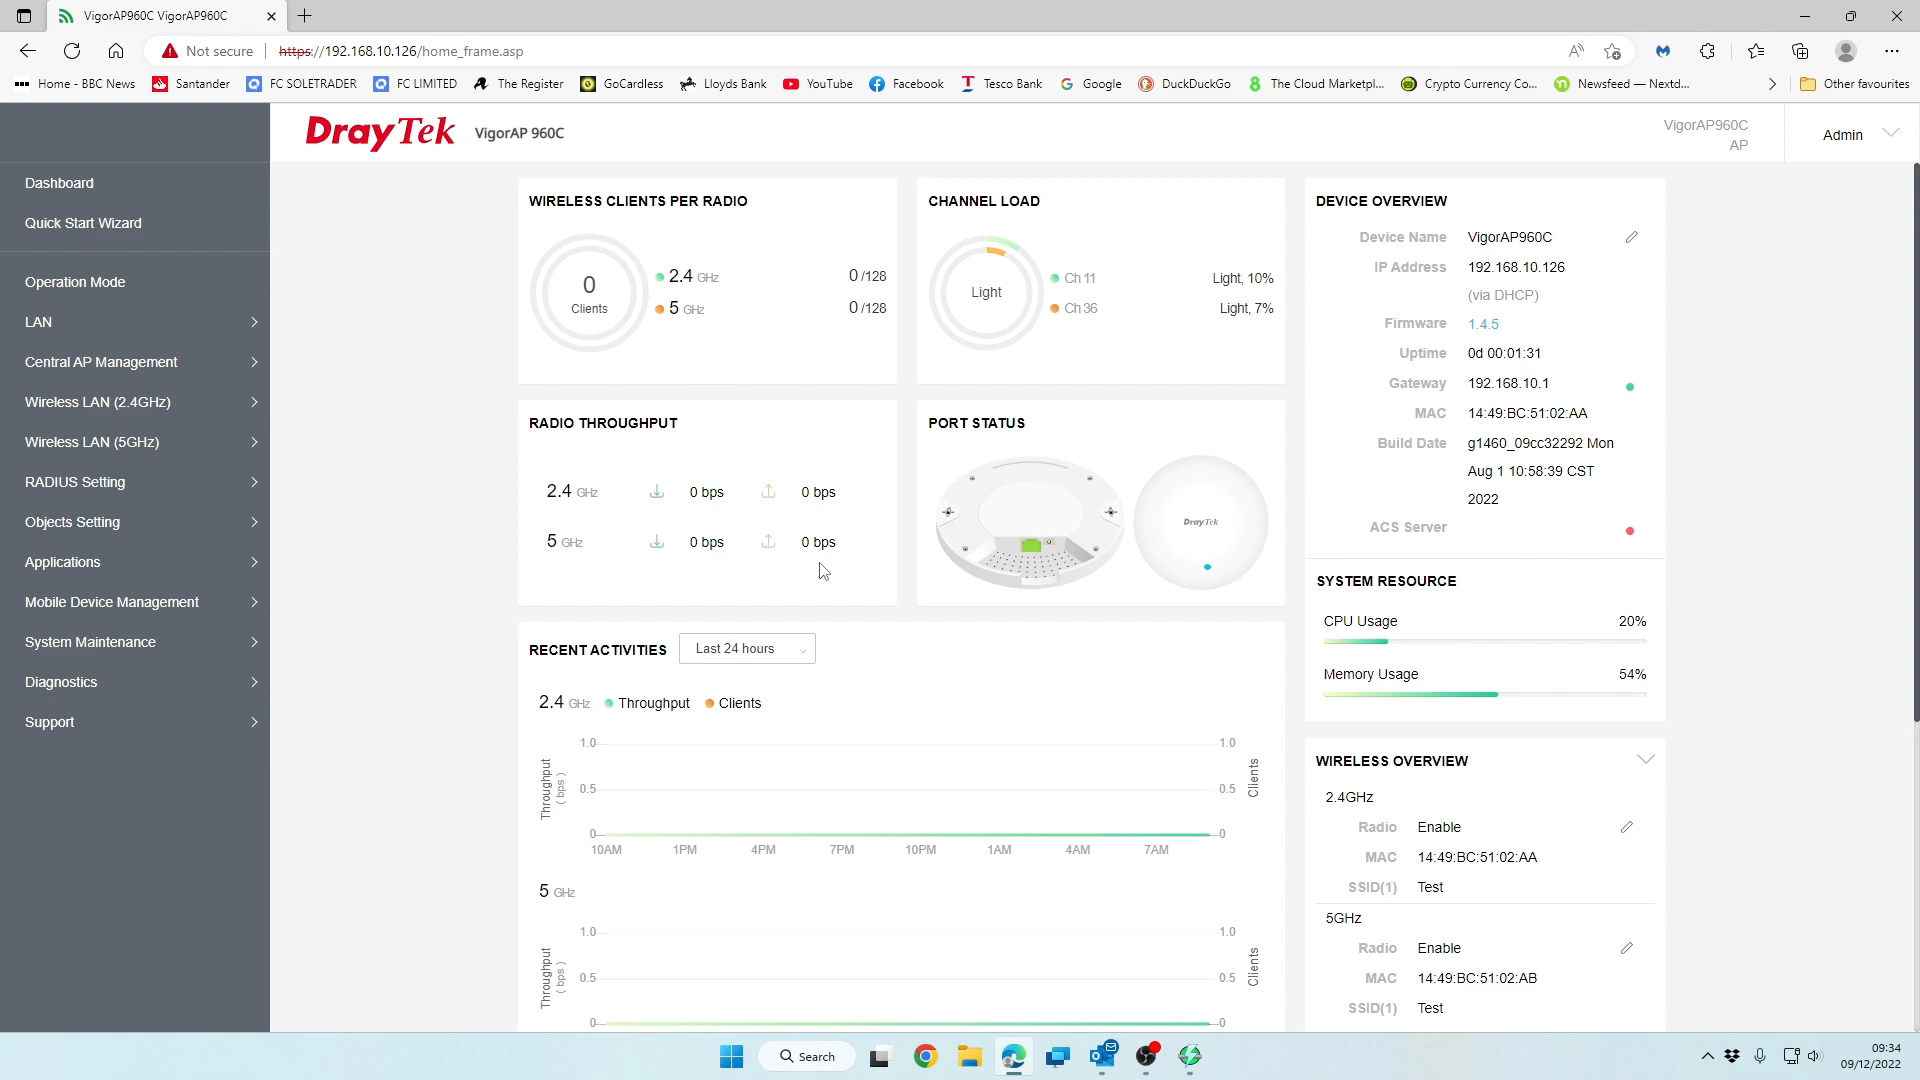 VigorAP960C VigorAP960C
Not secure
https://192.168.10.126/home_frame.asp
Home - BBC News
Santander
FC SOLETRADER
FC LIMITED
The Register
GoCardless
Lloyds Bank
YouTube
Facebook
Tesco Bank
Google
DuckDuckGo
The Cloud Marketpl...
Crypto Currency Co...
Newsfeed — Nextd...
Other favourites
DrayTek
VigorAP 960C
VigorAP960C
AP
Admin
Dashboard
Quick Start Wizard
Operation Mode
LAN
Central AP Management
Wireless LAN (2.4GHz)
Wireless LAN (5GHz)
RADIUS Setting
Objects Setting
Applications
Mobile Device Management
System Maintenance
Diagnostics
Support
WIRELESS CLIENTS PER RADIO
0
Clients
2.4 GHz 0 /128
5 GHz 0 /128
CHANNEL LOAD
Light
Ch 11 Light, 10%
Ch 36 Light, 7%
RADIO THROUGHPUT
2.4 GHz 0 bps 0 bps
5 GHz 0 bps 0 bps
PORT STATUS
DrayTek
RECENT ACTIVITIES
Last 24 hours
2.4 GHz Throughput Clients
Throughput
( bps )
1.0
0.5
0
1.0
0.5
0
Clients
10AM 1PM 4PM 7PM 10PM 1AM 4AM 7AM
5 GHz
Throughput
( bps )
1.0
0.5
0
1.0
0.5
0
Clients
DEVICE OVERVIEW
Device Name VigorAP960C
IP Address 192.168.10.126
(via DHCP)
Firmware 1.4.5
Uptime 0d 00:01:31
Gateway 192.168.10.1
MAC 14:49:BC:51:02:AA
Build Date g1460_09cc32292 Mon
Aug 1 10:58:39 CST
2022
ACS Server
SYSTEM RESOURCE
CPU Usage 20%
Memory Usage 54%
WIRELESS OVERVIEW
2.4GHz
Radio Enable
MAC 14:49:BC:51:02:AA
SSID(1) Test
5GHz
Radio Enable
MAC 14:49:BC:51:02:AB
SSID(1) Test
Search
09:34
09/12/2022